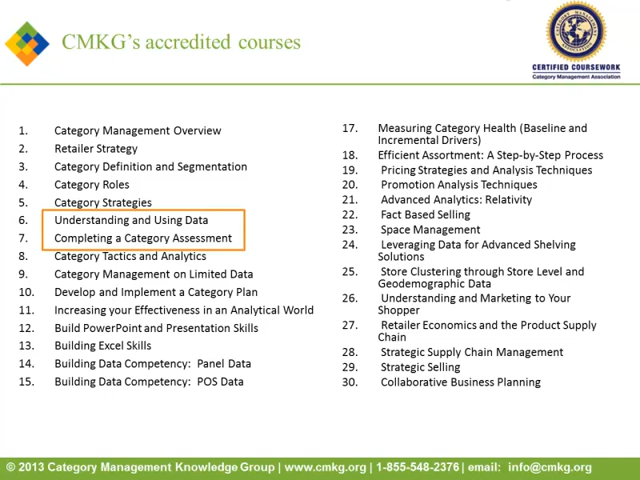 CMKG's accredited courses
CERTIFIED COURSEWORK
Category Management Association
1. Category Management Overview
2. Retailer Strategy
3. Category Definition and Segmentation
4. Category Roles
5. Category Strategies
6. Understanding and Using Data
7. Completing a Category Assessment
8. Category Tactics and Analytics
9. Category Management on Limited Data
10. Develop and Implement a Category Plan
11. Increasing your Effectiveness in an Analytical World
12. Build PowerPoint and Presentation Skills
13. Building Excel Skills
14. Building Data Competency: Panel Data
15. Building Data Competency: POS Data
17. Measuring Category Health (Baseline and
Incremental Drivers)
18. Efficient Assortment: A Step-by-Step Process
19. Pricing Strategies and Analysis Techniques
20. Promotion Analysis Techniques
21. Advanced Analytics: Relativity
22. Fact Based Selling
23. Space Management
24. Leveraging Data for Advanced Shelving
Solutions
25. Store Clustering through Store Level and
Geodemographic Data
26. Understanding and Marketing to Your
Shopper
27. Retailer Economics and the Product Supply
Chain
28. Strategic Supply Chain Management
29. Strategic Selling
30. Collaborative Business Planning
© 2013 Category Management Knowledge Group | www.cmkg.org | 1-855-548-2376 | email: info@cmkg.org